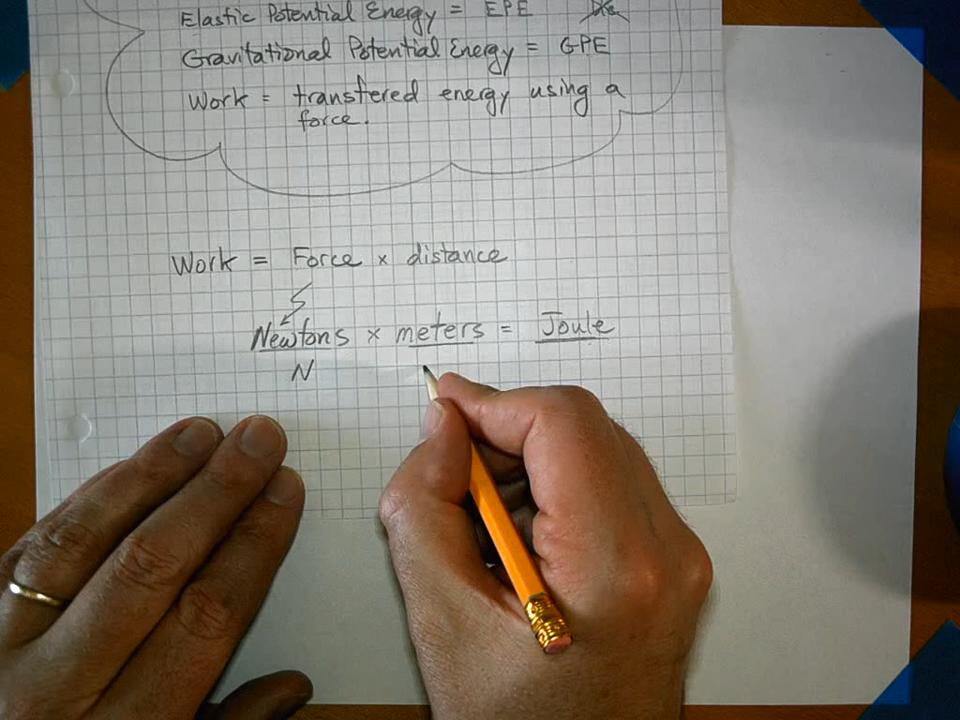 Elastic Potential Energy = EPE
Gravitational Potential Energy = GPE
Work = transfered energy using a
force.
Work = Force × distance
Newtons × meters = Joule
N